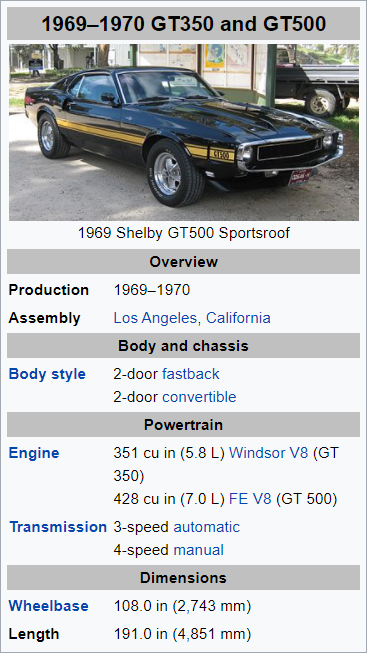 1969–1970 GT350 and GT500
GT500
1969 Shelby GT500 Sportsroof
Overview
Production 1969–1970
Assembly Los Angeles, California
Body and chassis
Body style 2-door fastback
2-door convertible
Powertrain
Engine 351 cu in (5.8 L) Windsor V8 (GT
350)
428 cu in (7.0 L) FE V8 (GT 500)
Transmission 3-speed automatic
4-speed manual
Dimensions
Wheelbase 108.0 in (2,743 mm)
Length 191.0 in (4,851 mm)